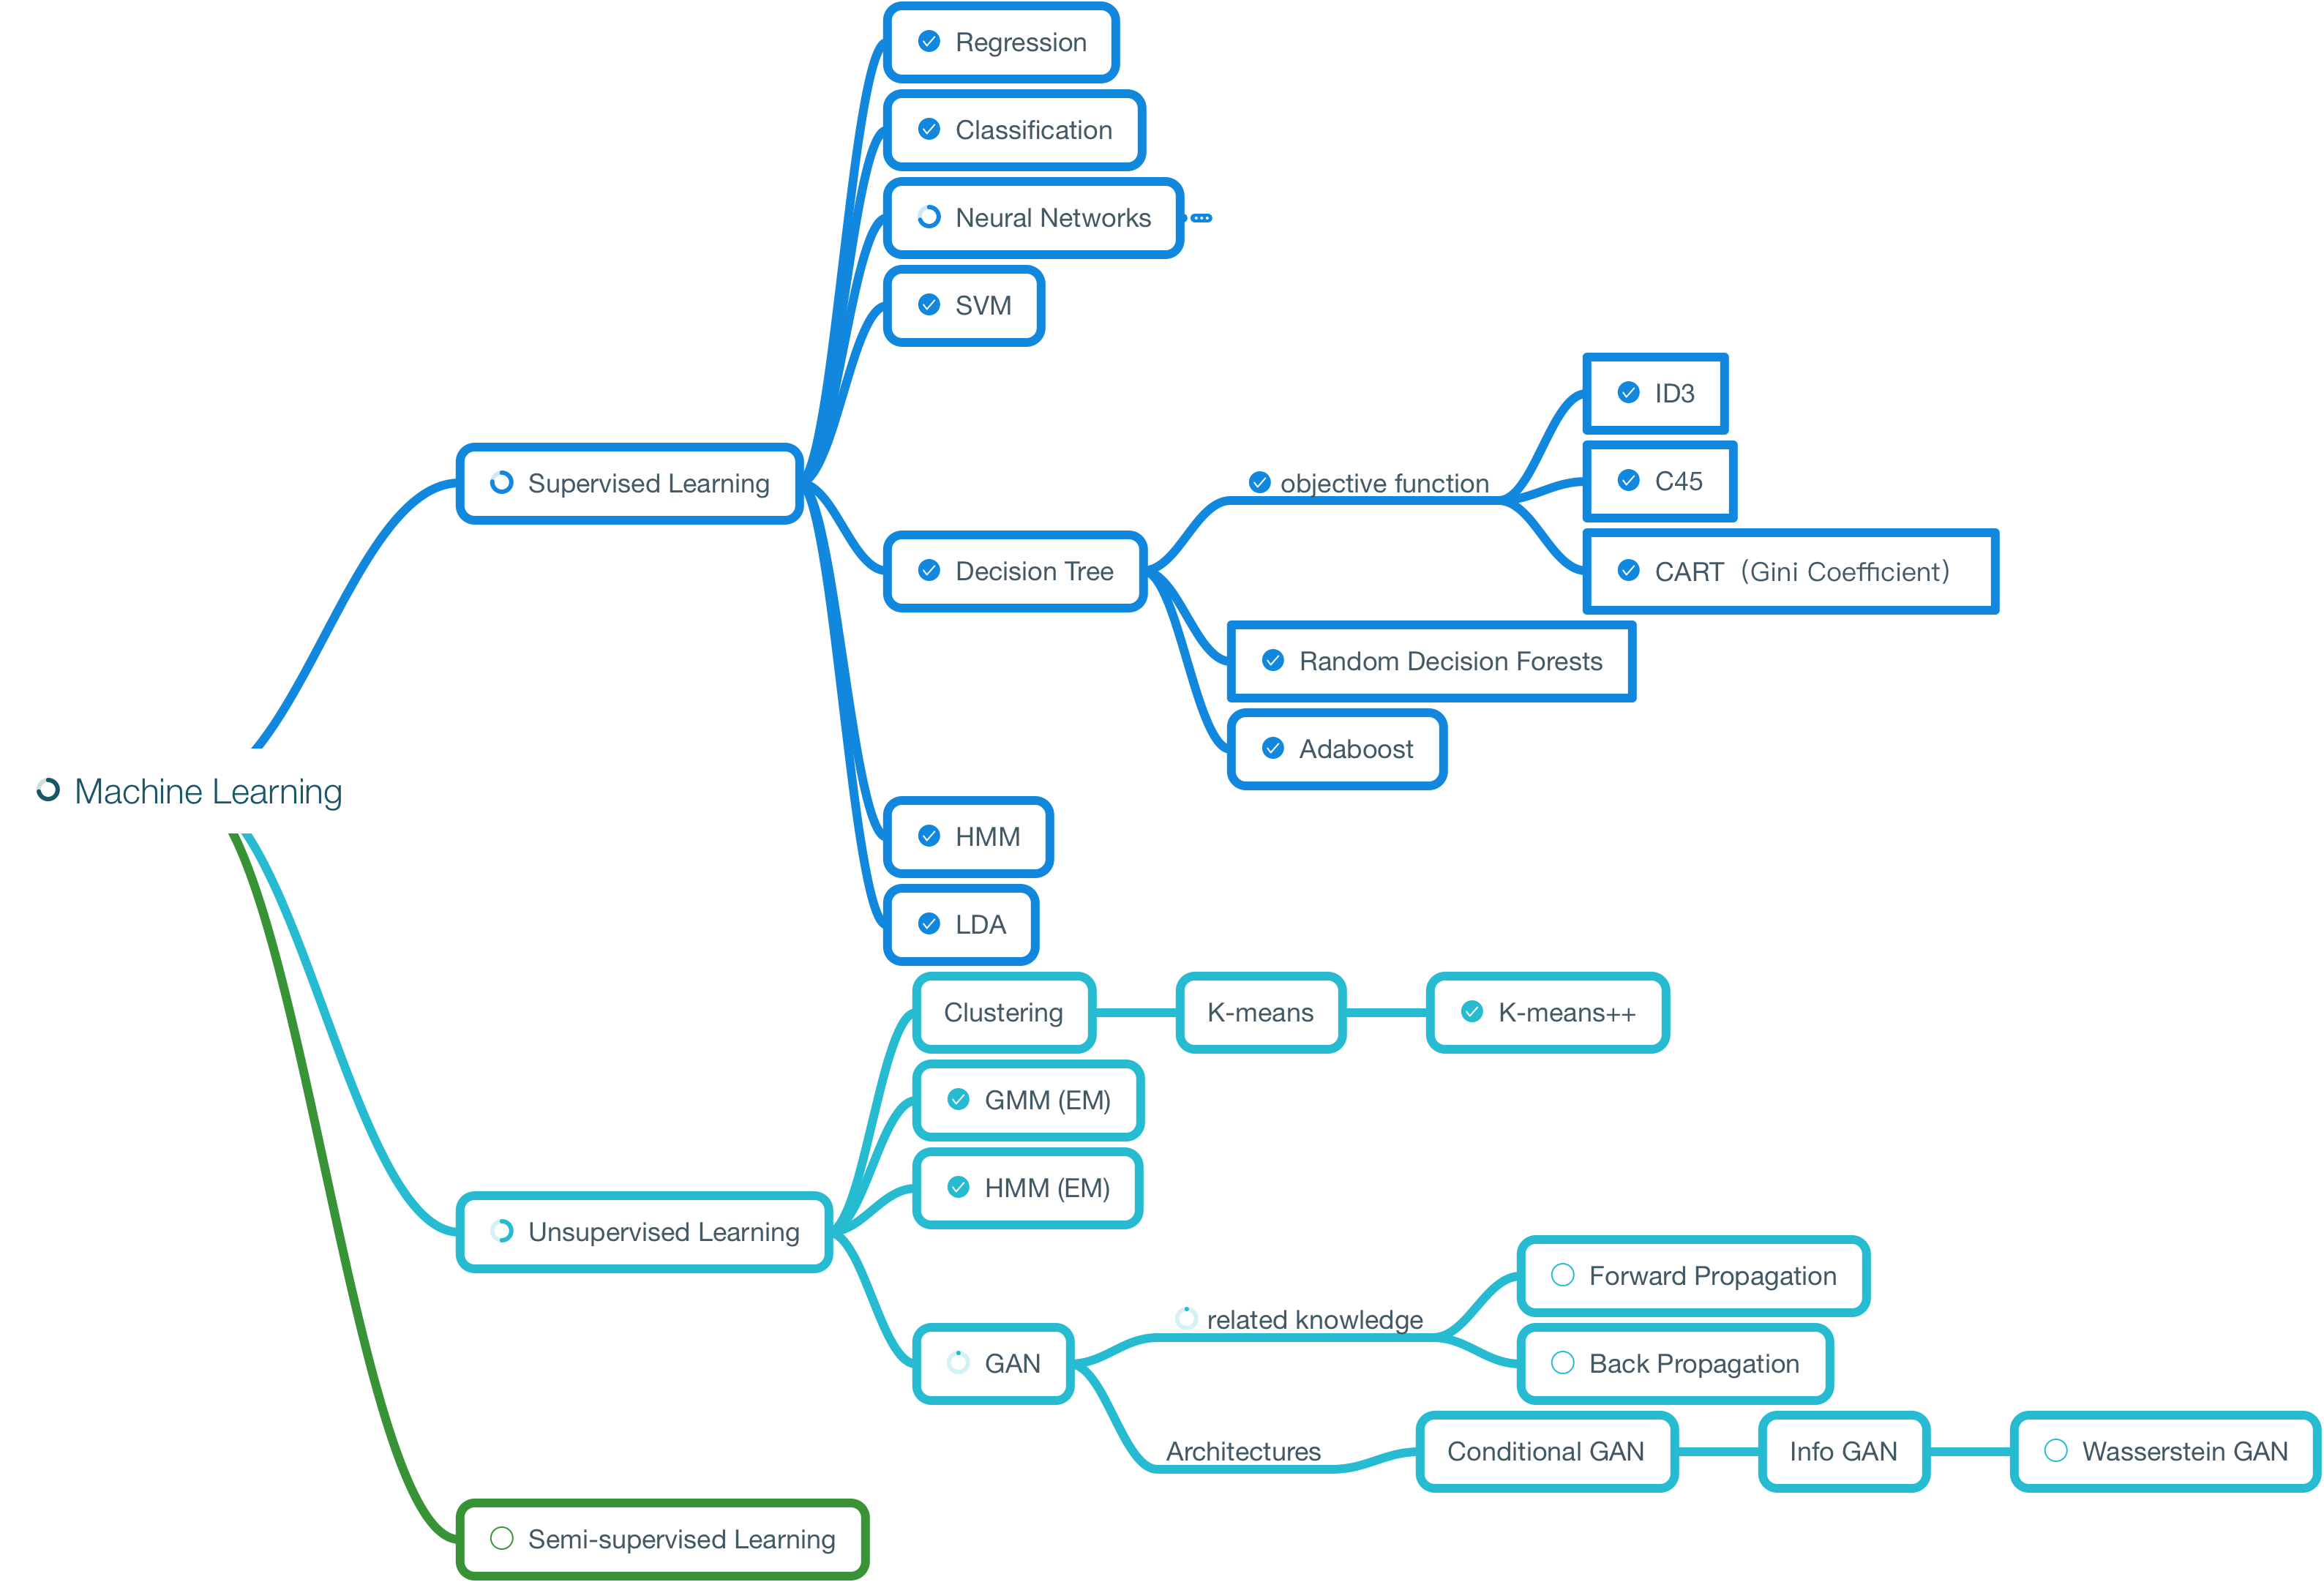 Machine Learning
Supervised Learning
Regression
Classification
Neural Networks
SVM
Decision Tree
objective function
ID3
C45
CART（Gini Coefficient）
Random Decision Forests
Adaboost
HMM
LDA
Unsupervised Learning
Clustering
K-means
K-means++
GMM (EM)
HMM (EM)
GAN
related knowledge
Forward Propagation
Back Propagation
Architectures
Conditional GAN
Info GAN
Wasserstein GAN
Semi-supervised Learning